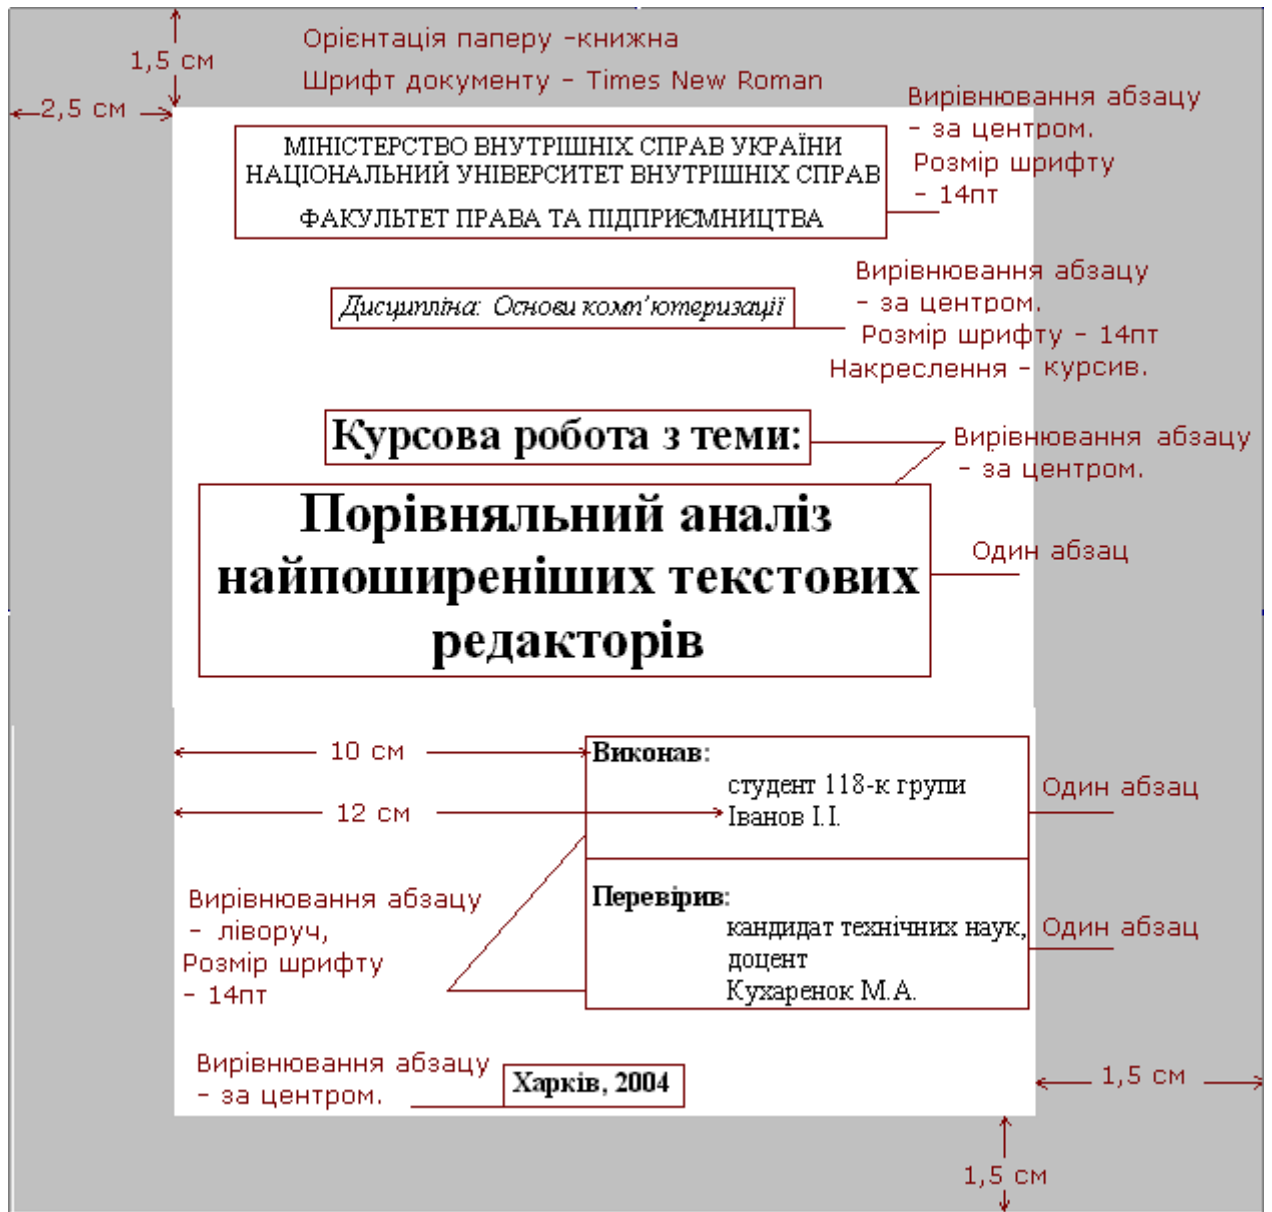 Орієнтація паперу –книжна
1,5 см
Шрифт документу – Times New Roman
2,5 см
Вирівнювання абзацу
– за центром.
Розмір шрифту
– 14пт
МІНІСТЕРСТВО ВНУТРІШНІХ СПРАВ УКРАЇНИ
НАЦІОНАЛЬНИЙ УНІВЕРСИТЕТ ВНУТРІШНІХ СПРАВ
ФАКУЛЬТЕТ ПРАВА ТА ПІДПРИЄМНИЦТВА
Вирівнювання абзацу
– за центром.
Розмір шрифту – 14пт
Накреслення – курсив.
Дисципліна: Основи комп’ютеризації
Курсова робота з теми:
Вирівнювання абзацу
– за центром.
Порівняльний аналіз
найпоширеніших текстових
редакторів
Один абзац
10 см
Виконав:
студент 118-к групи
Іванов І.І.
12 см
Один абзац
Вирівнювання абзацу
– ліворуч,
Розмір шрифту
– 14пт
Перевірив:
кандидат технічних наук,
доцент
Кухаренок М.А.
Один абзац
Вирівнювання абзацу
– за центром.
Харків, 2004
1,5 см
1,5 см